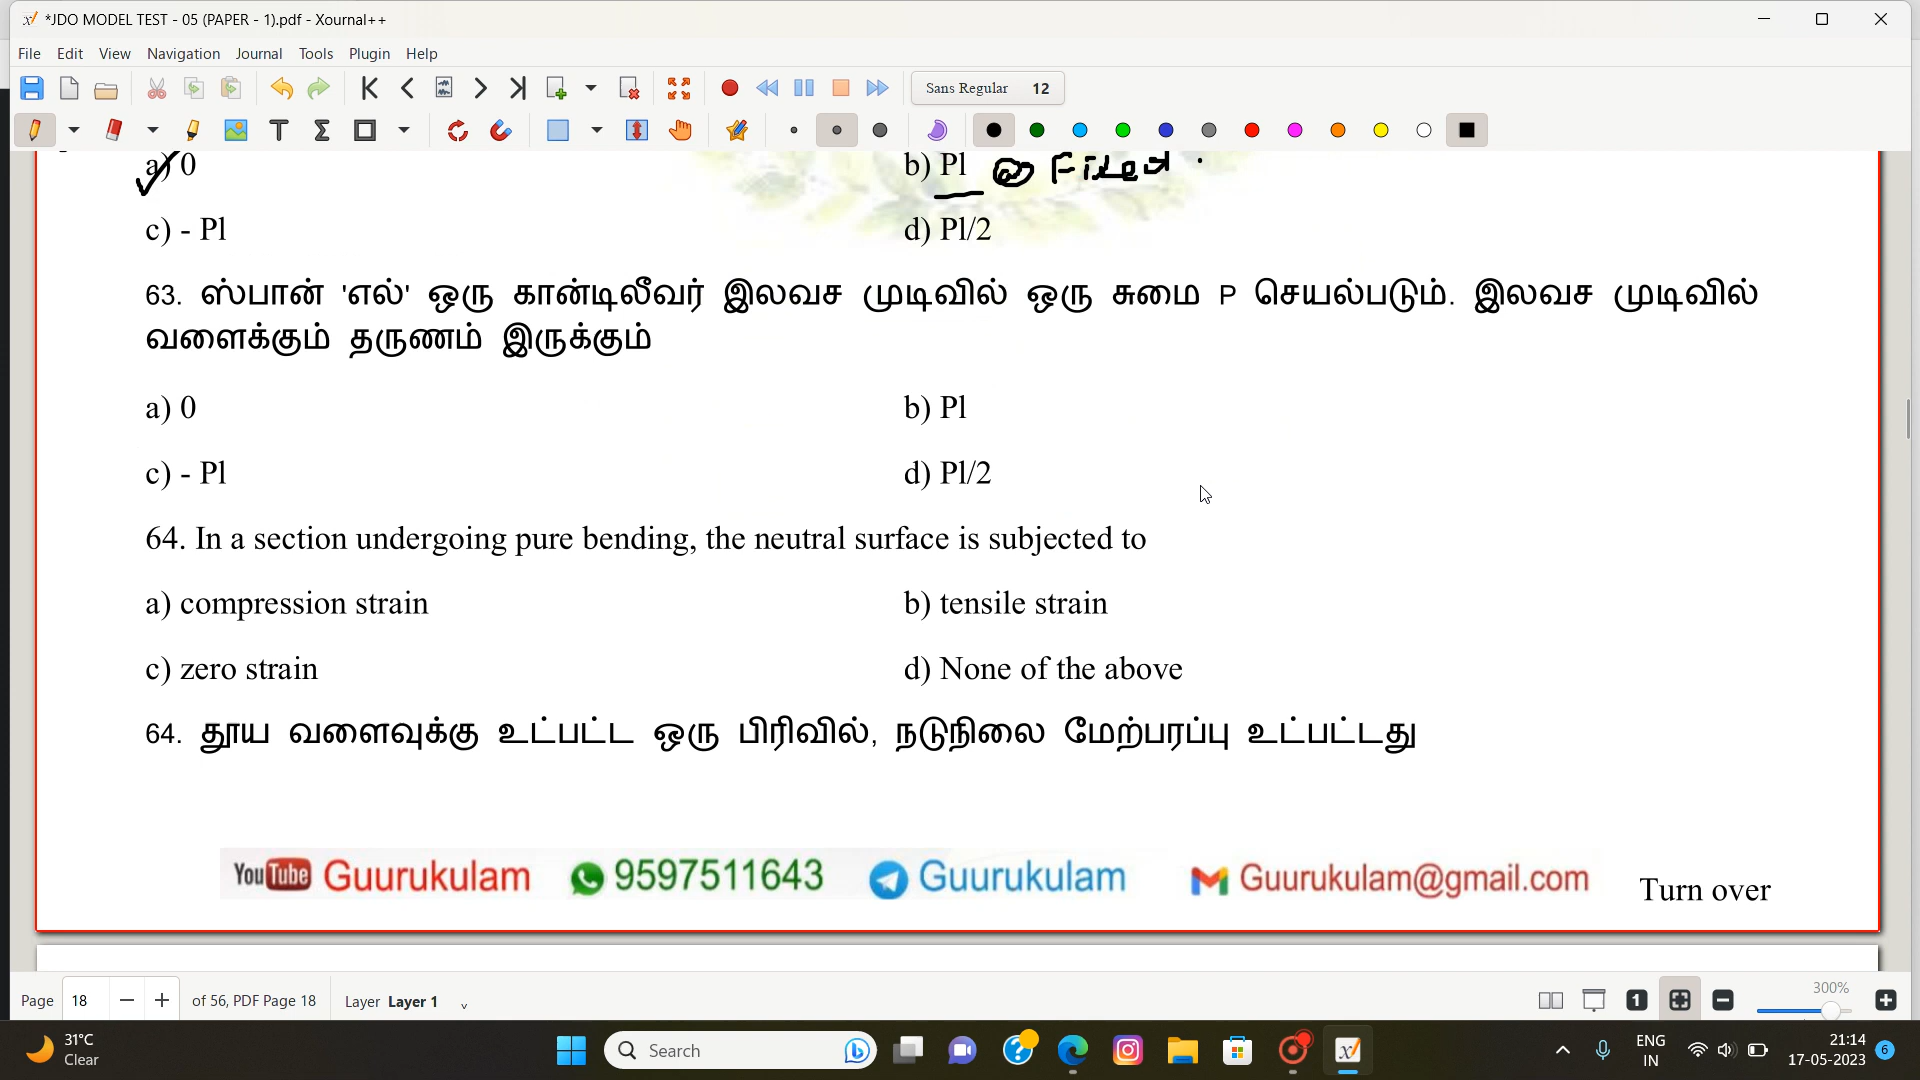 *JDO MODEL TEST - 05 (PAPER - 1).pdf - Xournal++
File Edit View Navigation Journal Tools Plugin Help
Sans Regular 12
a) 0 b) Pl @ Fixed .
c) - Pl d) Pl/2
63. ஸ்பான் 'எல்' ஒரு கான்டிலீவர் இலவச முடிவில் ஒரு சுமை P செயல்படும். இலவச முடிவில்
வளைக்கும் தருணம் இருக்கும்
a) 0 b) Pl
c) - Pl d) Pl/2
64. In a section undergoing pure bending, the neutral surface is subjected to
a) compression strain b) tensile strain
c) zero strain d) None of the above
64. தூய வளைவுக்கு உட்பட்ட ஒரு பிரிவில், நடுநிலை மேற்பரப்பு உட்பட்டது
YouTube Guurukulam 9597511643 Guurukulam Guurukulam@gmail.com
Turn over
Page 18 of 56, PDF Page 18 Layer Layer 1 300%
31°C
Clear
Search
ENG
IN
21:14
17-05-2023
6